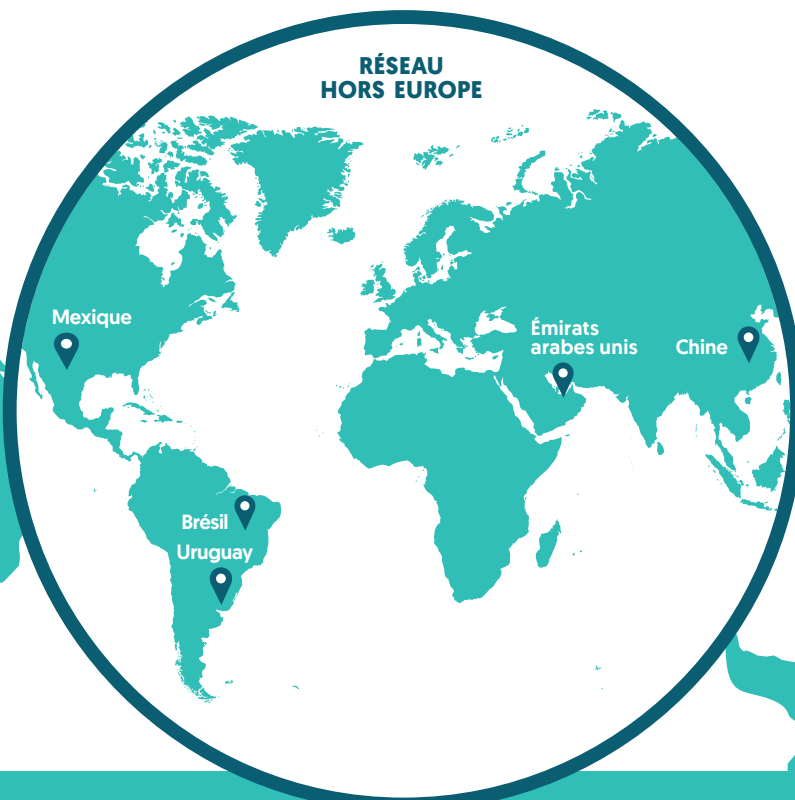 RÉSEAU
HORS EUROPE
Mexique
Émirats
arabes unis
Chine
Brésil
Uruguay